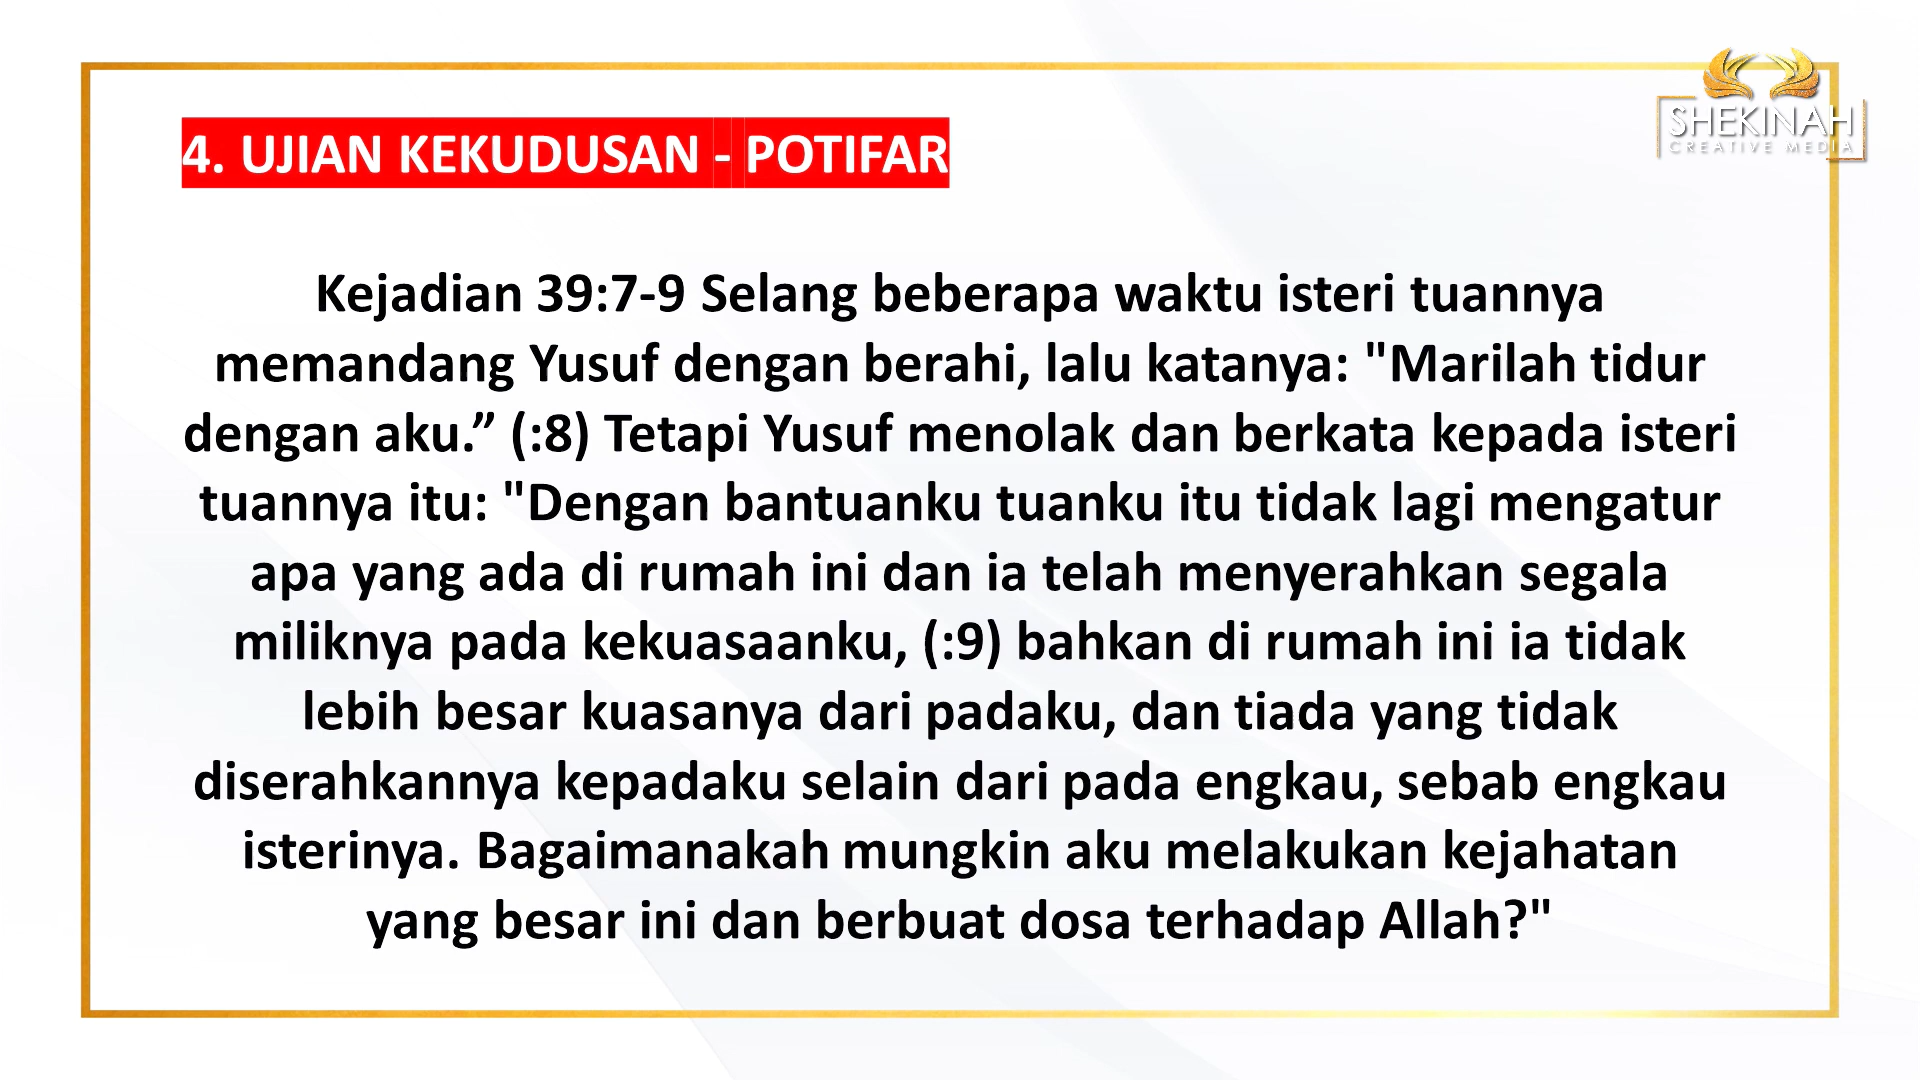 SHEKINAH
CREATIVE MEDIA
4. UJIAN KEKUDUSAN - POTIFAR
Kejadian 39:7-9 Selang beberapa waktu isteri tuannya
memandang Yusuf dengan berahi, lalu katanya: "Marilah tidur
dengan aku.” (:8) Tetapi Yusuf menolak dan berkata kepada isteri
tuannya itu: "Dengan bantuanku tuanku itu tidak lagi mengatur
apa yang ada di rumah ini dan ia telah menyerahkan segala
miliknya pada kekuasaanku, (:9) bahkan di rumah ini ia tidak
lebih besar kuasanya dari padaku, dan tiada yang tidak
diserahkannya kepadaku selain dari pada engkau, sebab engkau
isterinya. Bagaimanakah mungkin aku melakukan kejahatan
yang besar ini dan berbuat dosa terhadap Allah?"